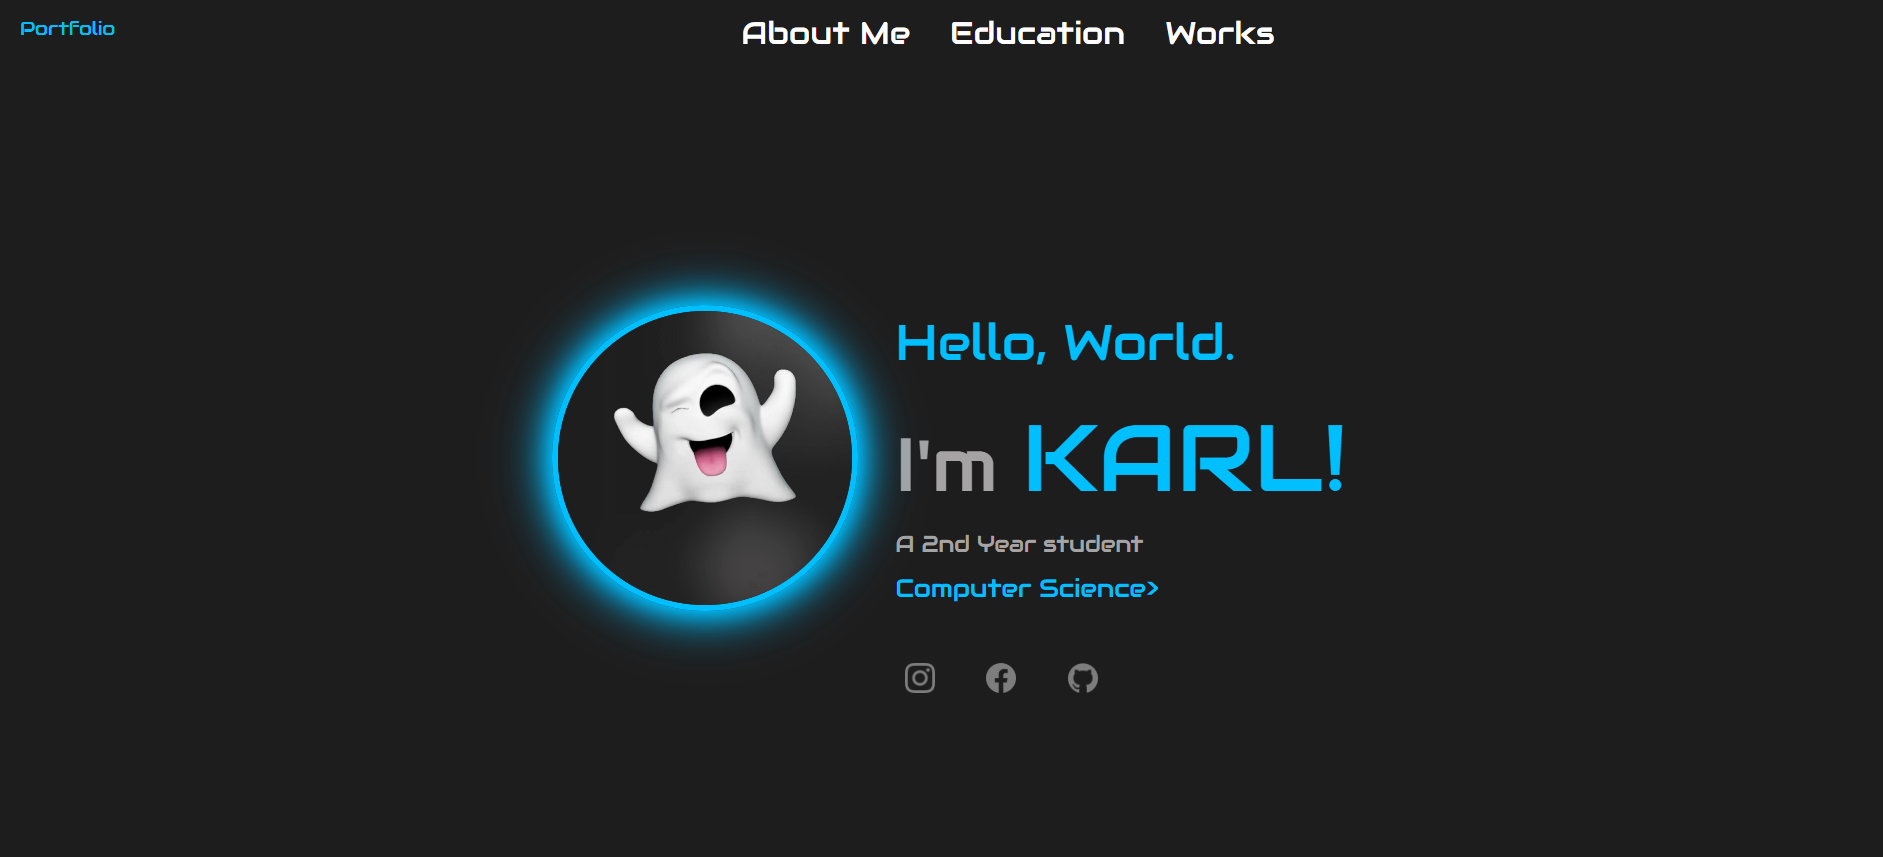 Portfolio
About Me Education Works
Hello, World.
I'm KARL!
A 2nd Year student
Computer Science>